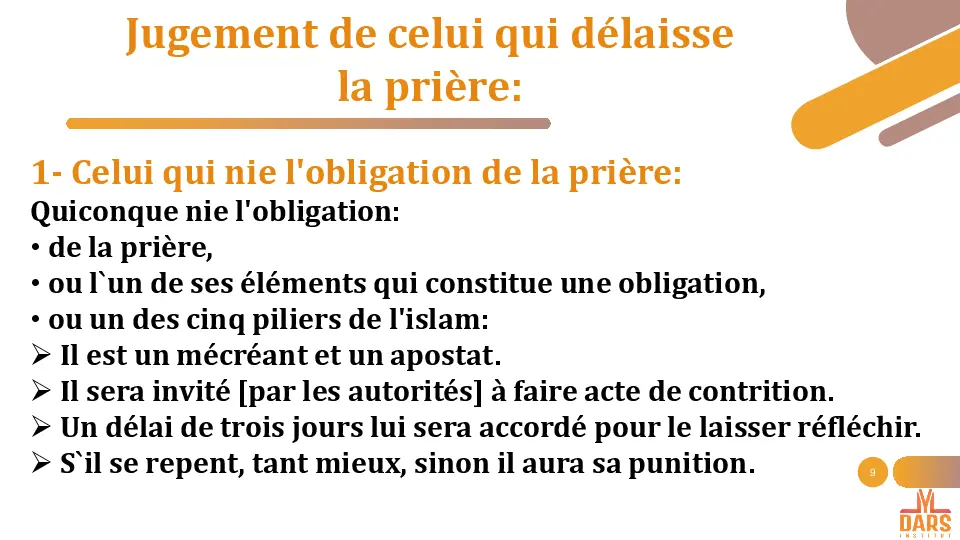 Jugement de celui qui délaisse
la prière:
1- Celui qui nie l'obligation de la prière:
Quiconque nie l'obligation:
• de la prière,
• ou l`un de ses éléments qui constitue une obligation,
• ou un des cinq piliers de l'islam:
➢ Il est un mécréant et un apostat.
➢ Il sera invité [par les autorités] à faire acte de contrition.
➢ Un délai de trois jours lui sera accordé pour le laisser réfléchir.
➢ S`il se repent, tant mieux, sinon il aura sa punition.
9
DARS
INSTITUT